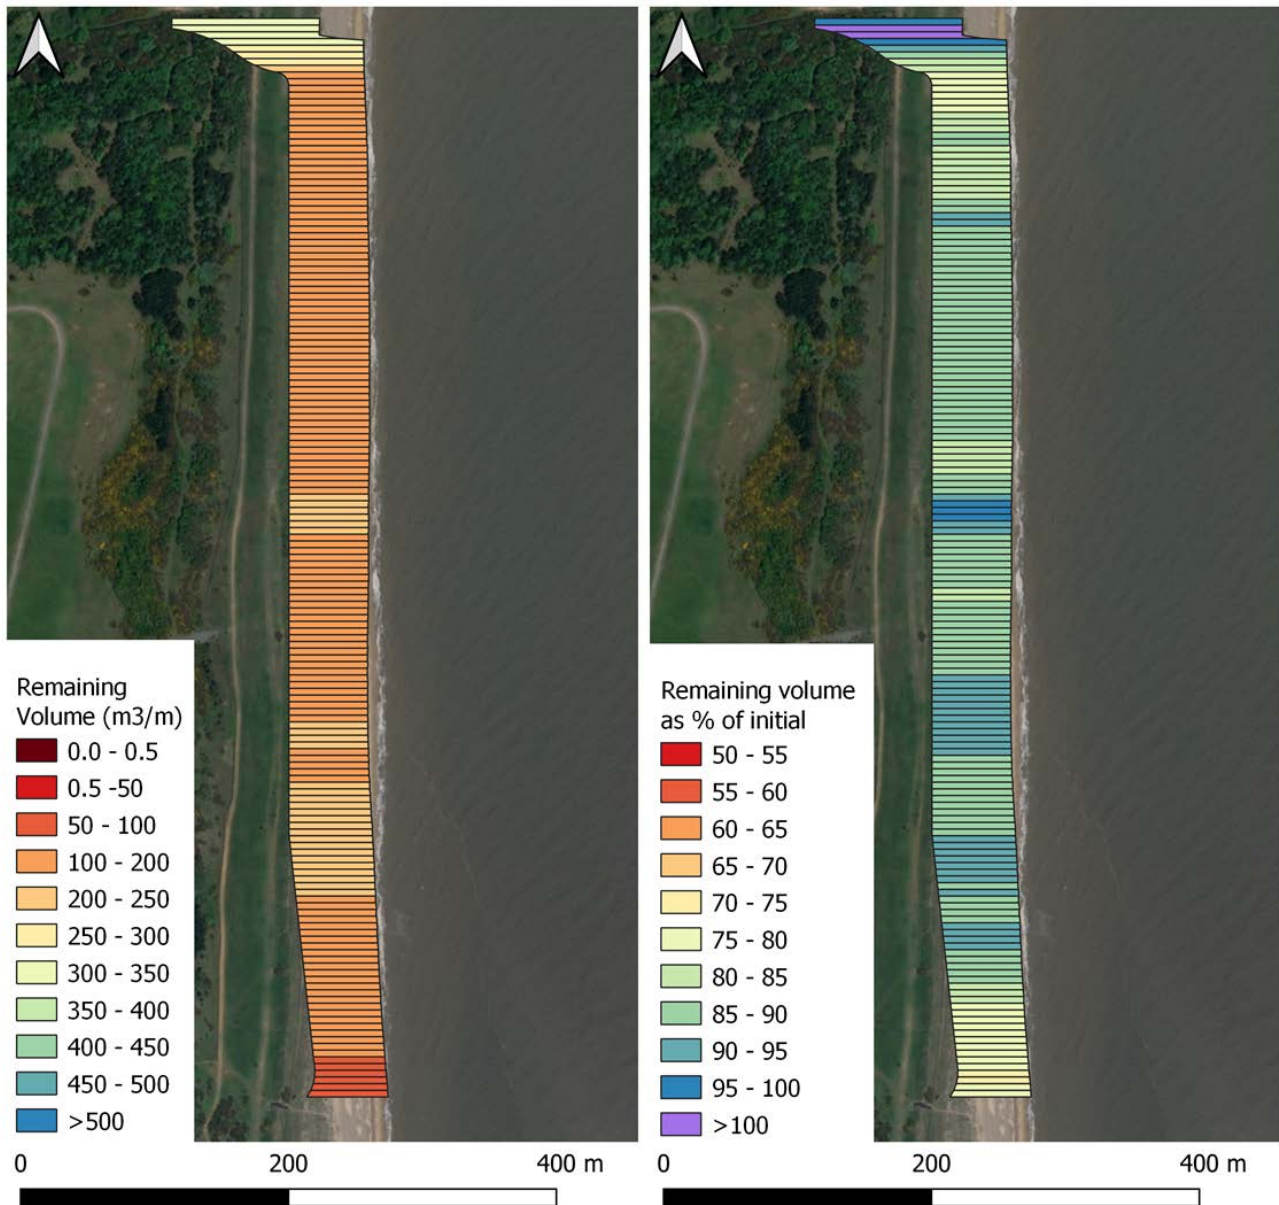 Remaining
Volume (m3/m)
0.0 - 0.5
0.5 -50
50 - 100
100 - 200
200 - 250
250 - 300
300 - 350
350 - 400
400 - 450
450 - 500
>500
0 200 400 m
Remaining volume
as % of initial
50 - 55
55 - 60
60 - 65
65 - 70
70 - 75
75 - 80
80 - 85
85 - 90
90 - 95
95 - 100
>100
0 200 400 m